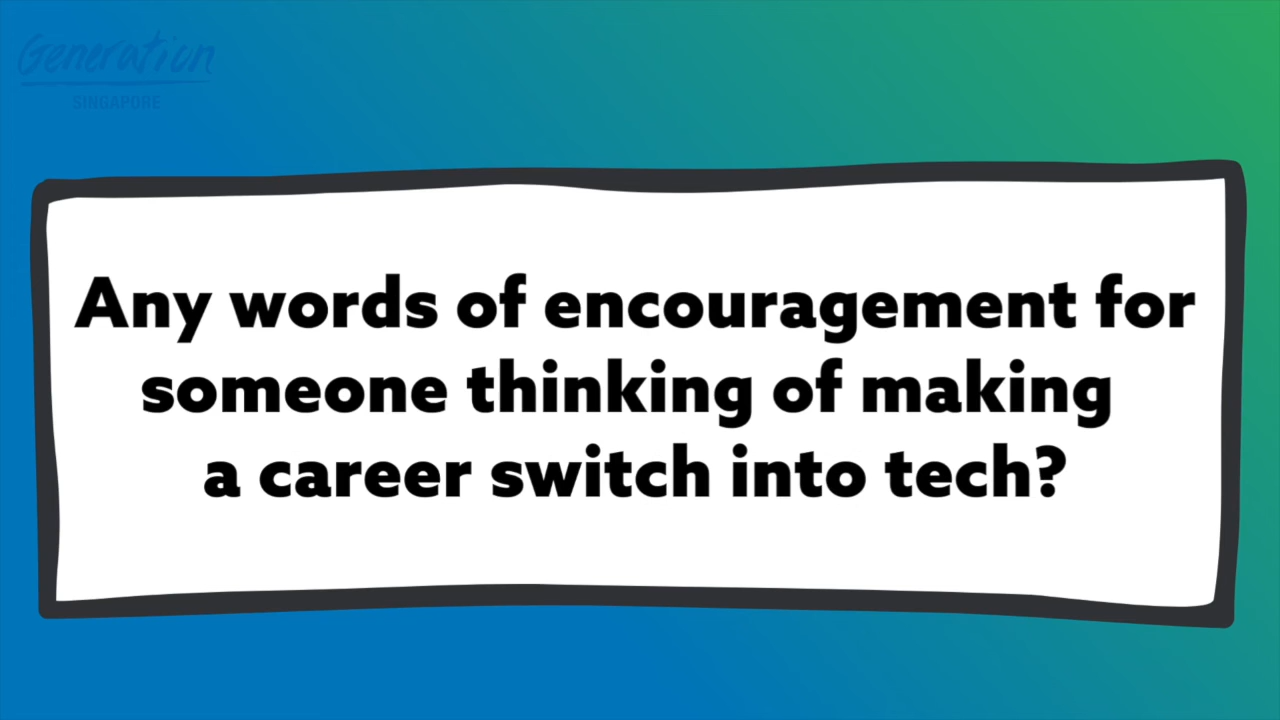 Generation
SINGAPORE
Any words of encouragement for
someone thinking of making
a career switch into tech?